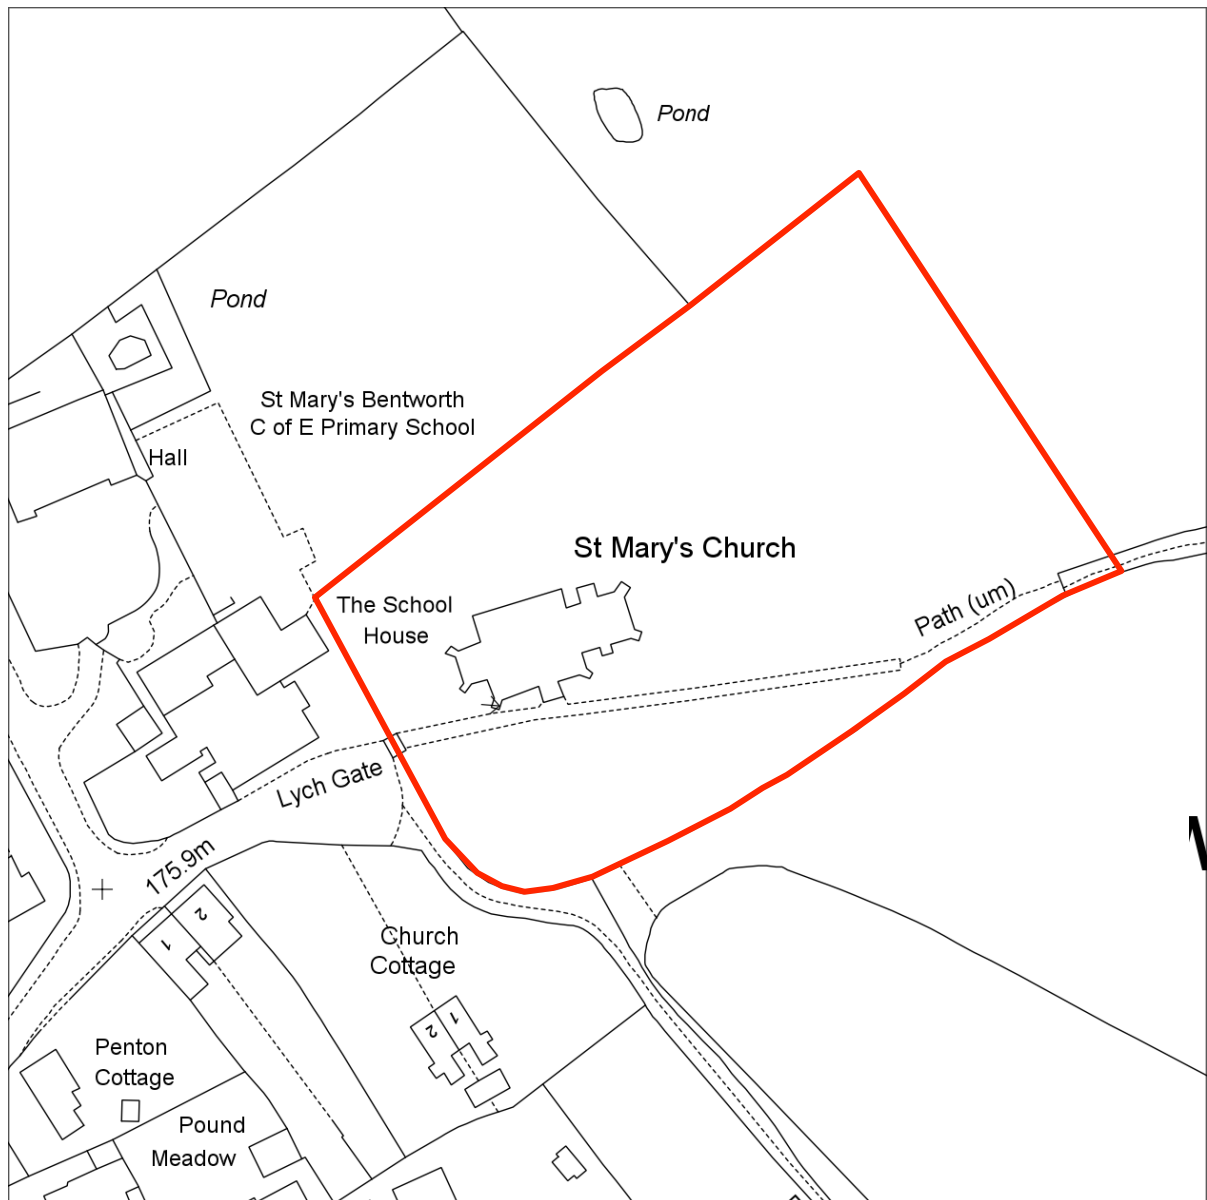 Pond
Pond
St Mary's Bentworth
C of E Primary School
Hall
St Mary's Church
The School
House
Path (um)
Lych Gate
175.9m
2
1
Church
Cottage
1
2
Penton
Cottage
Pound
Meadow